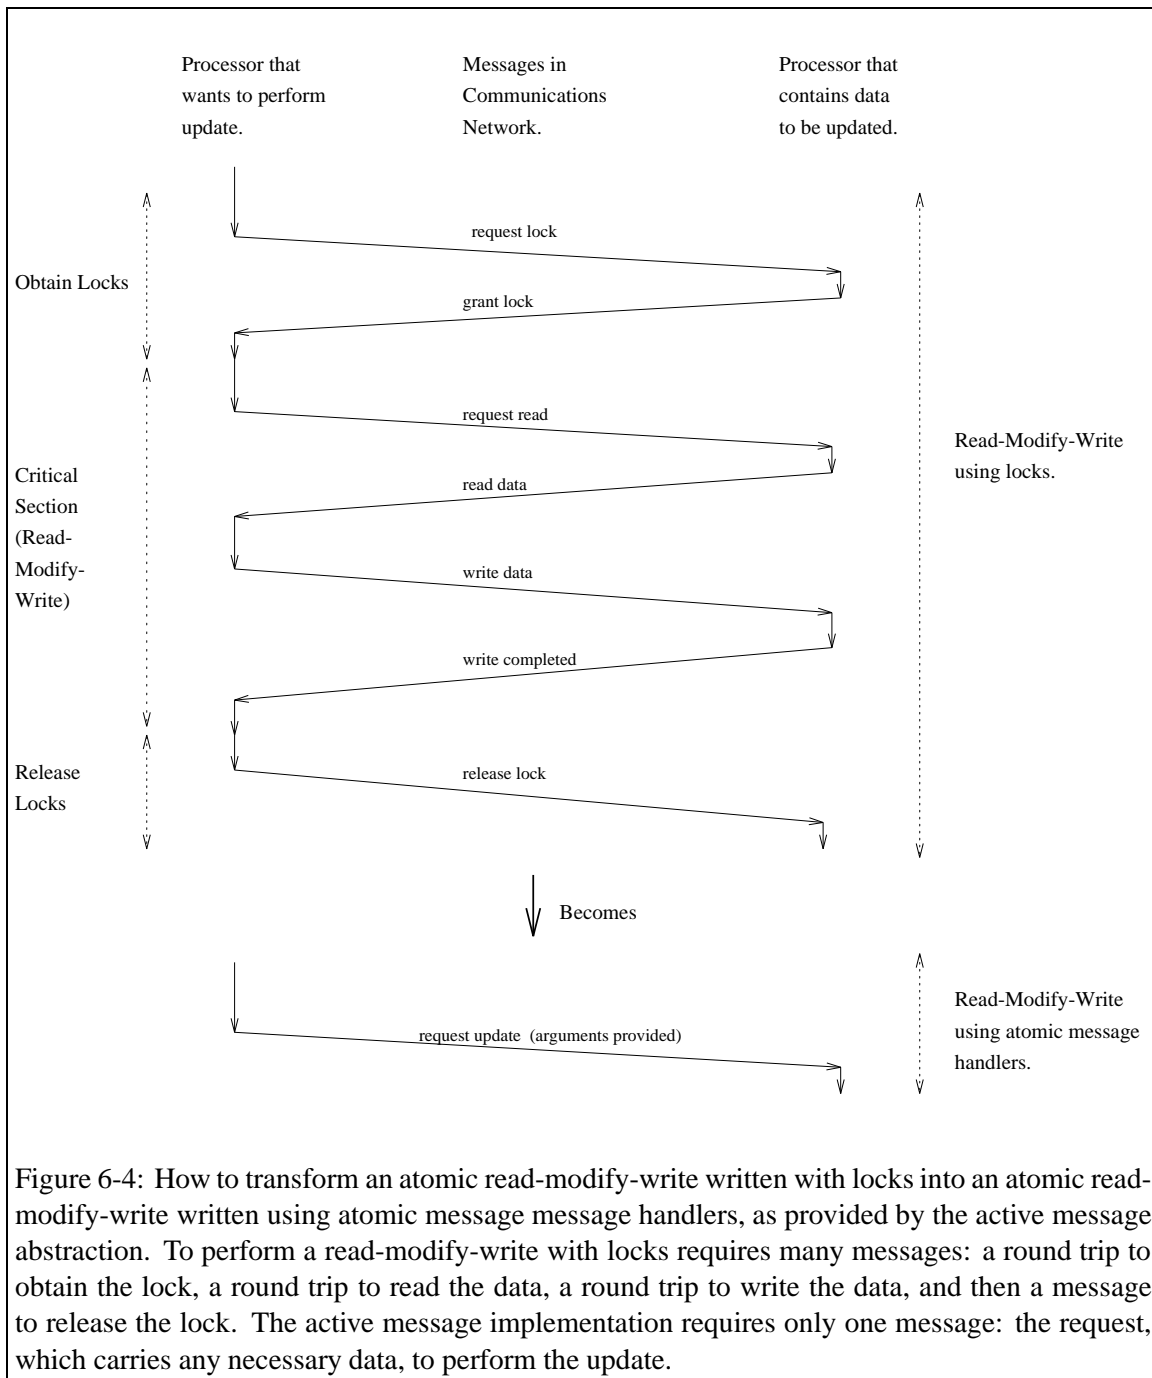 Processor that
wants to perform
update.
Messages in
Communications
Network.
Processor that
contains data
to be updated.
request lock
Obtain Locks
grant lock
request read
Read-Modify-Write
using locks.
Critical
Section
(Read-
Modify-
Write)
read data
write data
write completed
Release
Locks
release lock
Becomes
Read-Modify-Write
using atomic message
handlers.
request update (arguments provided)
Figure 6-4: How to transform an atomic read-modify-write written with locks into an atomic read-
modify-write written using atomic message message handlers, as provided by the active message
abstraction. To perform a read-modify-write with locks requires many messages: a round trip to
obtain the lock, a round trip to read the data, a round trip to write the data, and then a message
to release the lock. The active message implementation requires only one message: the request,
which carries any necessary data, to perform the update.